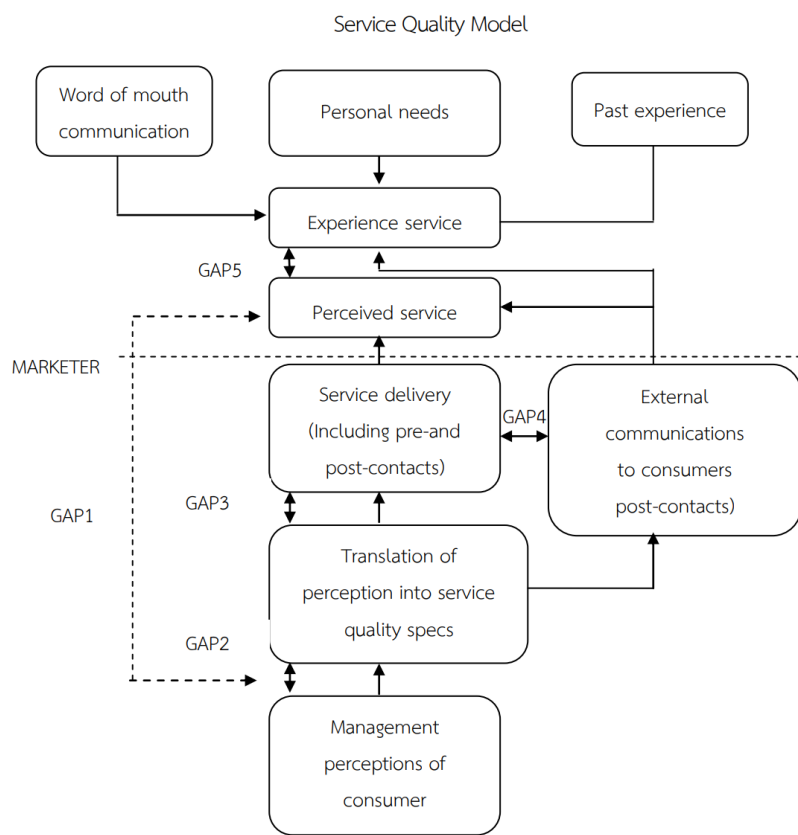 Service Quality Model
Word of mouth
communication
Personal needs
Past experience
Experience service
GAP5
Perceived service
MARKETER
Service delivery
(Including pre-and
post-contacts)
GAP4
External
communications
to consumers
post-contacts)
GAP3
GAP1
Translation of
perception into service
quality specs
GAP2
Management
perceptions of
consumer